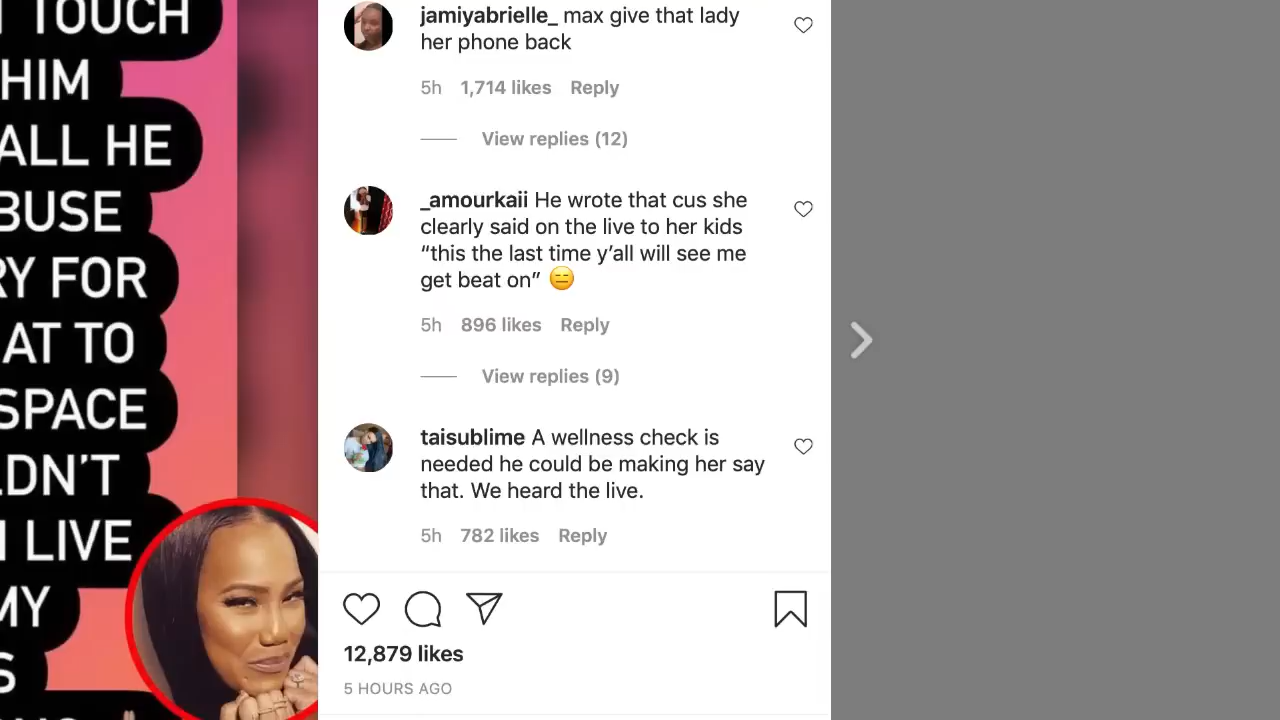 TOUCH
HIM
ALL HE
BUSE
RY FOR
AT TO
SPACE
LDN'T
LIVE
MY
S
jamiyabrielle_ max give that lady
her phone back
5h 1,714 likes Reply
View replies (12)
_amourkaii He wrote that cus she
clearly said on the live to her kids
“this the last time y’all will see me
get beat on” 😑
5h 896 likes Reply
View replies (9)
taisublime A wellness check is
needed he could be making her say
that. We heard the live.
5h 782 likes Reply
12,879 likes
5 HOURS AGO